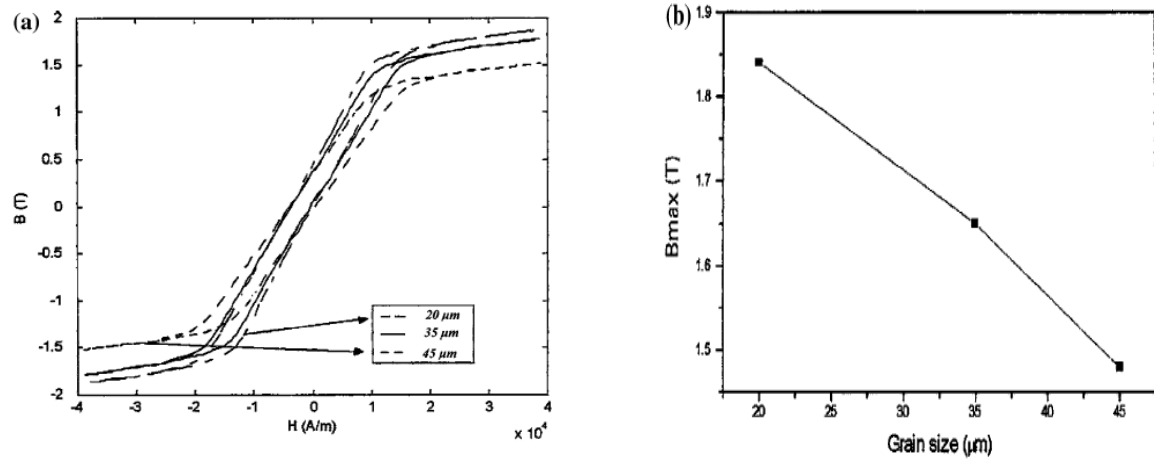 (a)
2
1.5
1
0.5
0
-0.5
-1
-1.5
-2
B (T)
-4
-3
-2
-1
0
1
2
3
4
H (A/m)
x 10^4
20 µm
35 µm
45 µm
(b)
1.9
1.8
1.7
1.6
1.5
Bmax (T)
20
25
30
35
40
45
Grain size (µm)